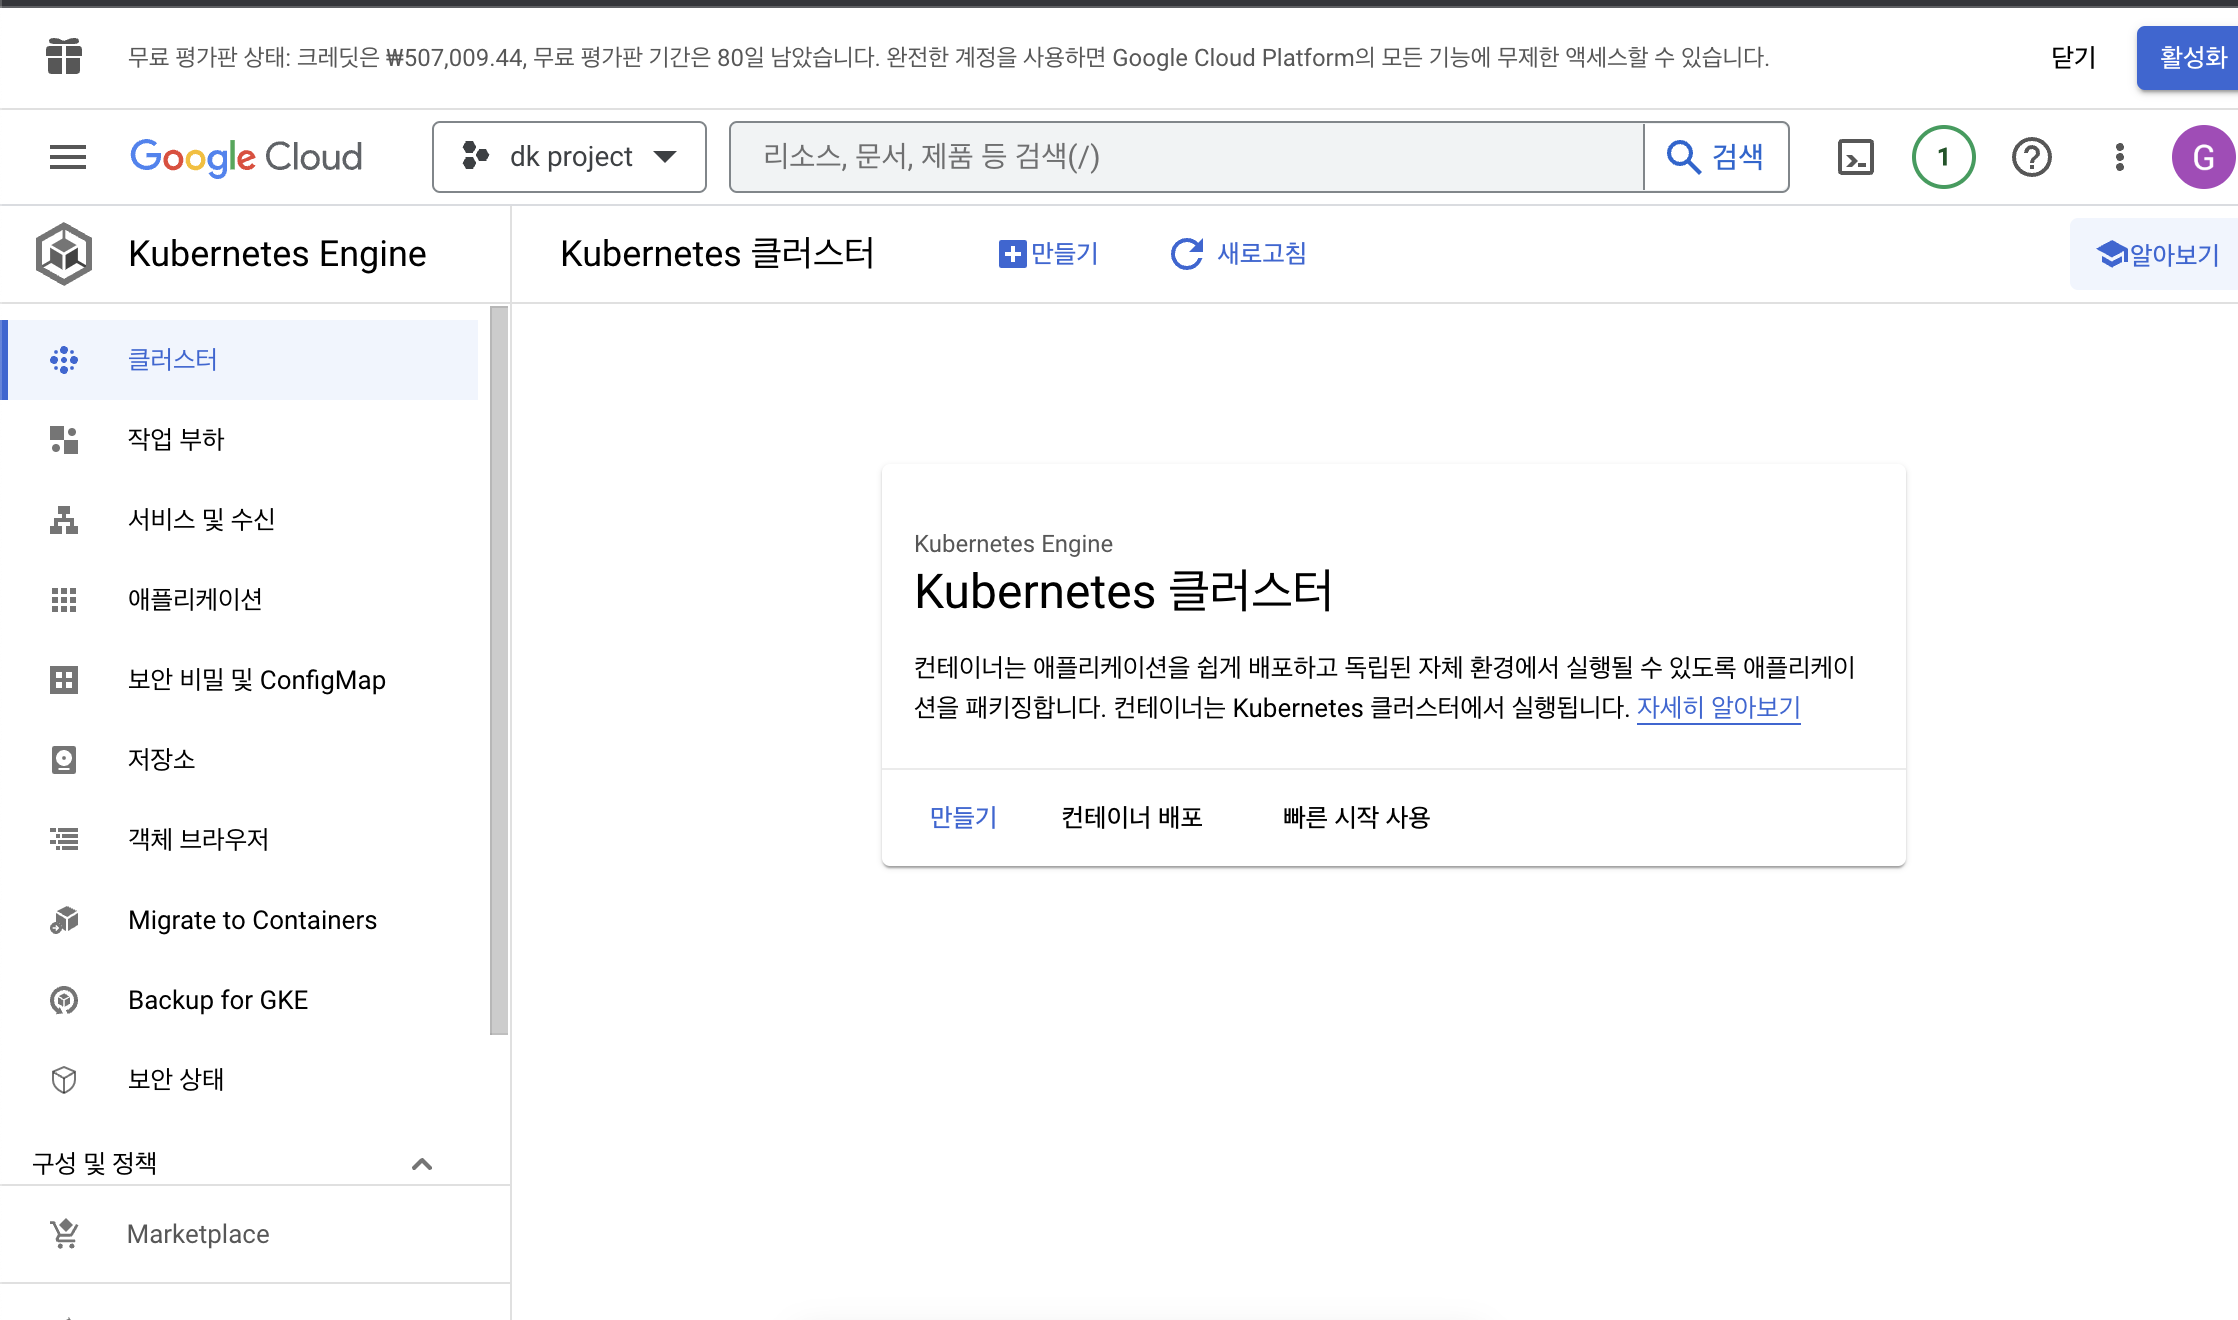 무료 평가판 상태: 크레딧은 ₩507,009.44, 무료 평가판 기간은 80일 남았습니다. 완전한 계정을 사용하면 Google Cloud Platform의 모든 기능에 무제한 액세스할 수 있습니다.
닫기
활성화
Google Cloud
dk project
리소스, 문서, 제품 등 검색(/)
검색
1
G
Kubernetes Engine
Kubernetes 클러스터
만들기
새로고침
알아보기
클러스터
작업 부하
서비스 및 수신
애플리케이션
보안 비밀 및 ConfigMap
저장소
객체 브라우저
Migrate to Containers
Backup for GKE
보안 상태
구성 및 정책
Marketplace
Kubernetes Engine
Kubernetes 클러스터
컨테이너는 애플리케이션을 쉽게 배포하고 독립된 자체 환경에서 실행될 수 있도록 애플리케이
션을 패키징합니다. 컨테이너는 Kubernetes 클러스터에서 실행됩니다. 자세히 알아보기
만들기
컨테이너 배포
빠른 시작 사용